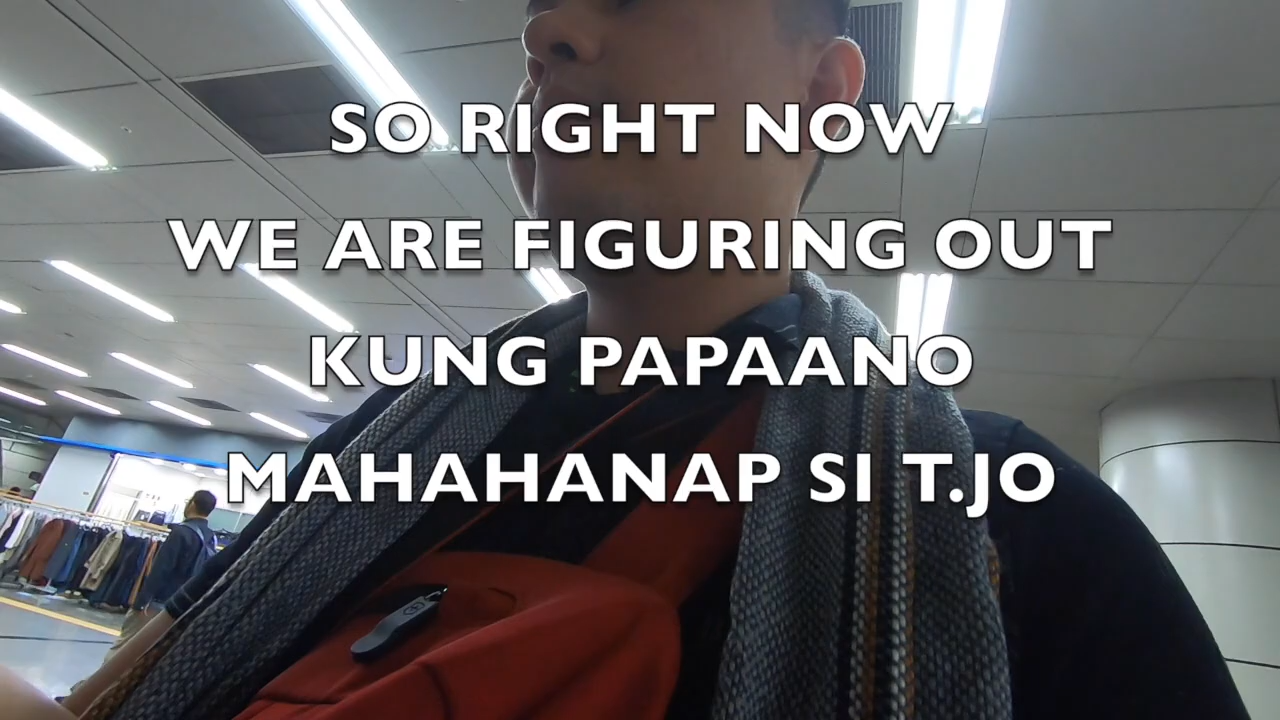 SO RIGHT NOW
WE ARE FIGURING OUT
KUNG PAPAANO
MAHAHANAP SI T.JO